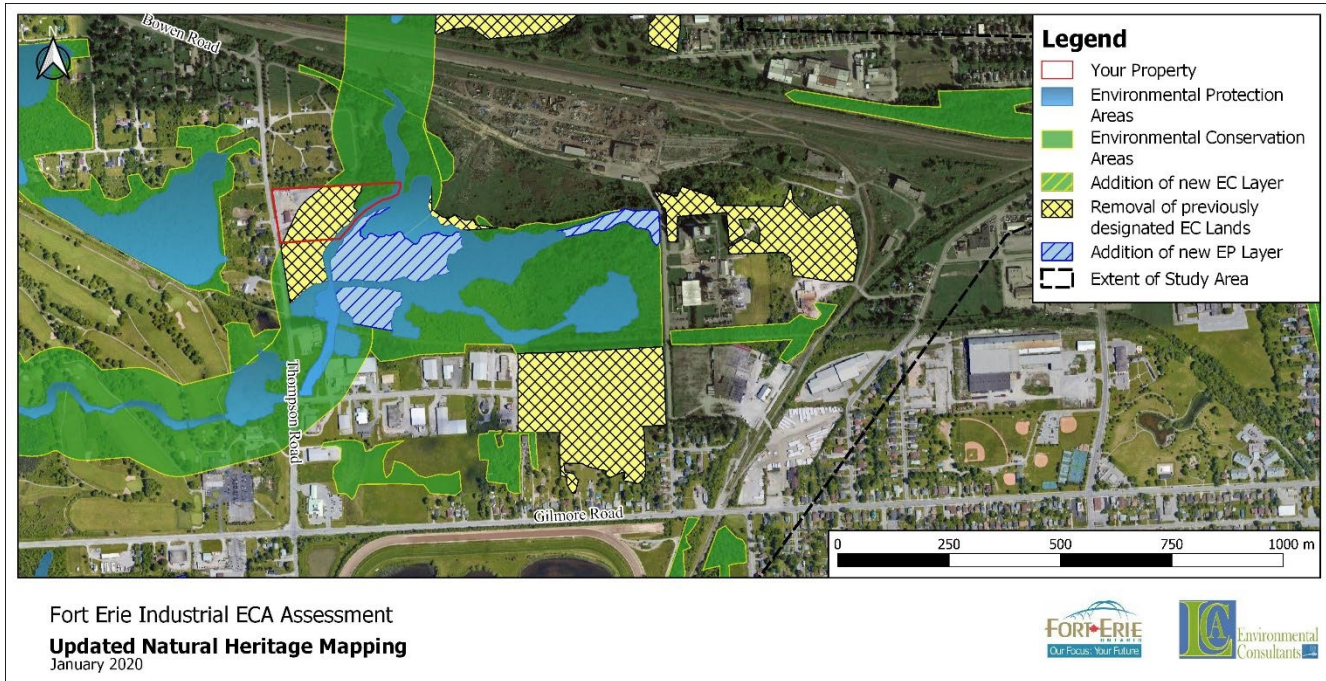 Bowen Road
N
Thompson Road
Gilmore Road
Legend
Your Property
Environmental Protection
Areas
Environmental Conservation
Areas
Addition of new EC Layer
Removal of previously
designated EC Lands
Addition of new EP Layer
Extent of Study Area
0 250 500 750 1000 m
Fort Erie Industrial ECA Assessment
Updated Natural Heritage Mapping
January 2020
FORT ERIE
ONTARIO
Our Focus: Your Future
LCA
Environmental
Consultants